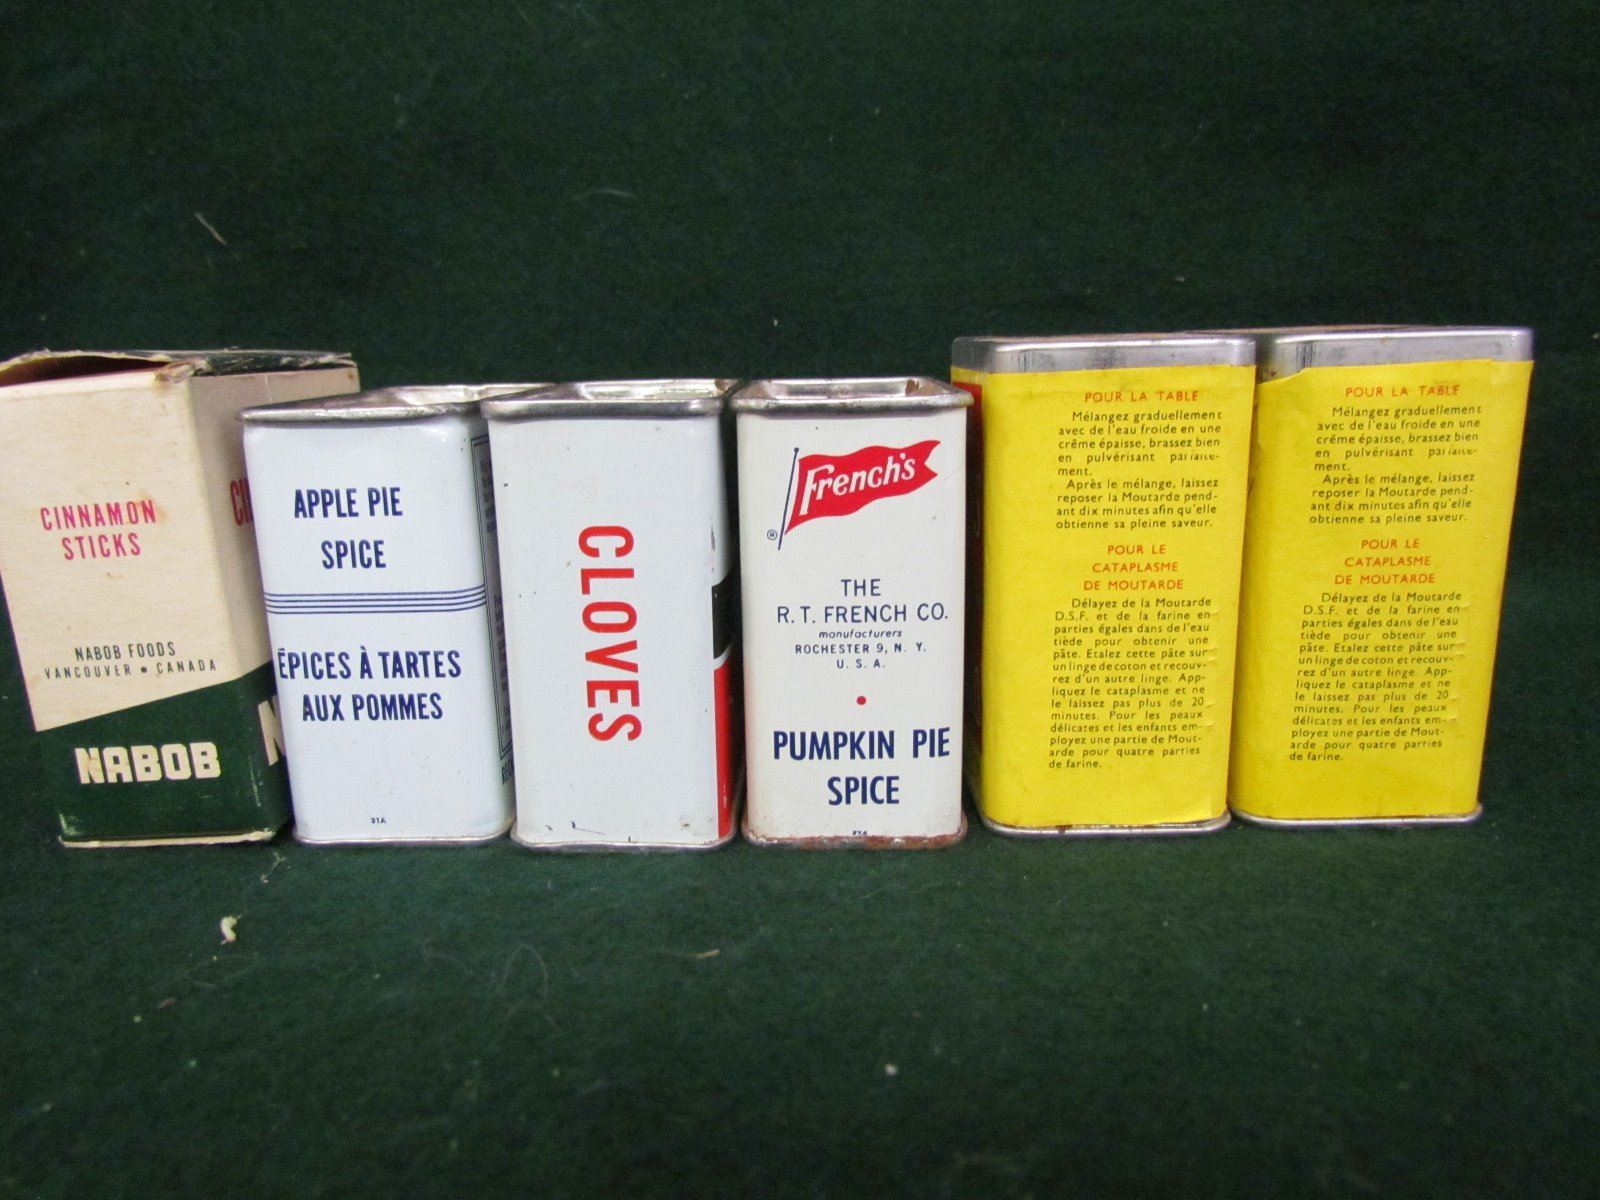 CINNAMON
STICKS
NABOB FOODS
VANCOUVER • CANADA
NABOB
APPLE PIE
SPICE
ÉPICES À TARTES
AUX POMMES
21A
CLOVES
French's
®
THE
R. T. FRENCH CO.
manufacturers
ROCHESTER 9, N. Y.
U. S. A.
PUMPKIN PIE
SPICE
27A
POUR LA TABLE
Mélangez graduellement
avec de l'eau froide en une
crême épaisse, brassez bien
en pulvérisant parfaite-
ment.
Après le mélange, laissez
reposer la Moutarde pend-
ant dix minutes afin qu'elle
obtienne sa pleine saveur.
POUR LE
CATAPLASME
DE MOUTARDE
Délayez de la Moutarde
D.S.F. et de la farine en
parties égales dans de l'eau
tiède pour obtenir une
pâte. Etalez cette pâte sur
un linge de coton et recouv-
rez d'un autre linge. App-
liquez le cataplasme et ne
le laissez pas plus de 20
minutes. Pour les peaux
délicates et les enfants em-
ployez une partie de Mout-
arde pour quatre parties
de farine.
POUR LA TABLE
Mélangez graduellement
avec de l'eau froide en une
crême épaisse, brassez bien
en pulvérisant parfaite-
ment.
Après le mélange, laissez
reposer la Moutarde pend-
ant dix minutes afin qu'elle
obtienne sa pleine saveur.
POUR LE
CATAPLASME
DE MOUTARDE
Délayez de la Moutarde
D.S.F. et de la farine en
parties égales dans de l'eau
tiède pour obtenir une
pâte. Etalez cette pâte sur
un linge de coton et recouv-
rez d'un autre linge. App-
liquez le cataplasme et ne
le laissez pas plus de 20
minutes. Pour les peaux
délicates et les enfants em-
ployez une partie de Mout-
arde pour quatre parties
de farine.